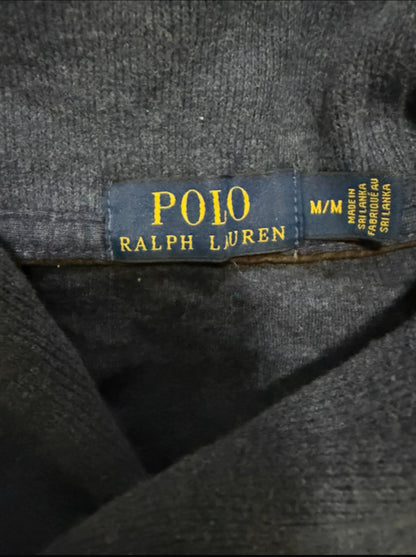 POLO
RALPH LAUREN
M/M
MADE IN
SRI LANKA
FABRIQUÉ AU
SRI LANKA